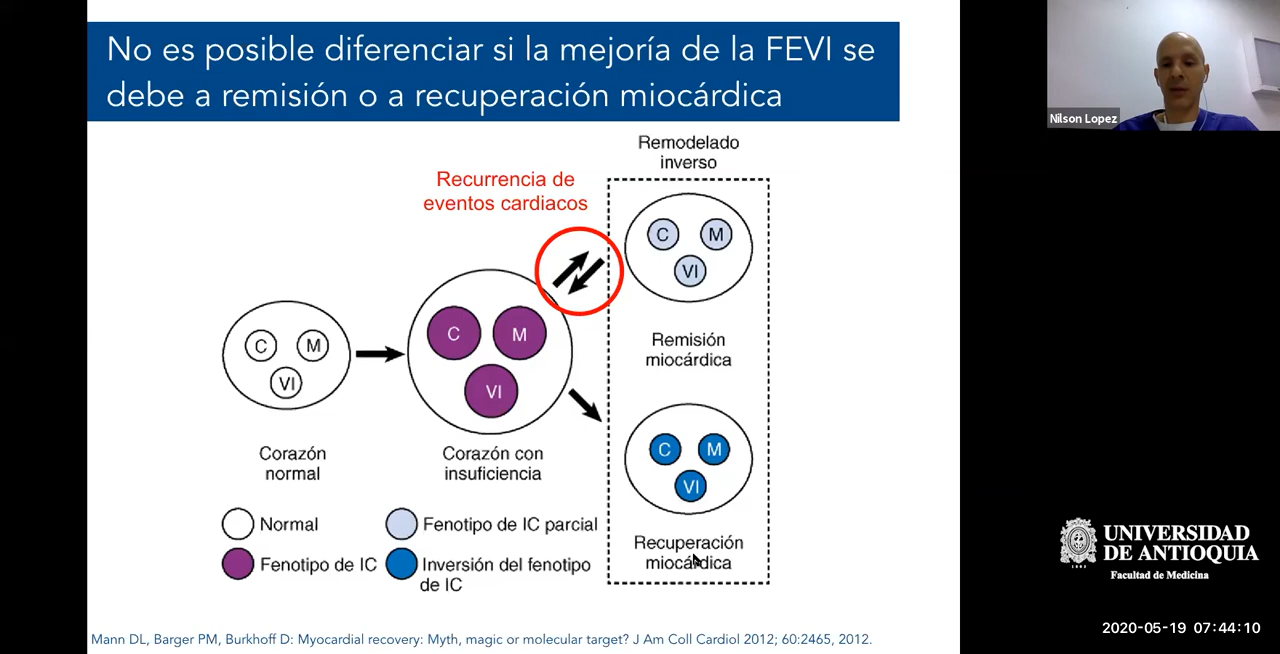 No es posible diferenciar si la mejoría de la FEVI se
debe a remisión o a recuperación miocárdica
Nilson Lopez
Remodelado
inverso
Recurrencia de
eventos cardiacos
C M
VI
C M
VI
C M
VI
Remisión
miocárdica
C M
VI
Corazón
normal
Corazón con
insuficiencia
Recuperación
miocárdica
Normal
Fenotipo de IC parcial
Fenotipo de IC
Inversión del fenotipo
de IC
UNIVERSIDAD
DE ANTIOQUIA
1803
Facultad de Medicina
2020-05-19 07:44:10
Mann DL, Barger PM, Burkhoff D: Myocardial recovery: Myth, magic or molecular target? J Am Coll Cardiol 2012; 60:2465, 2012.